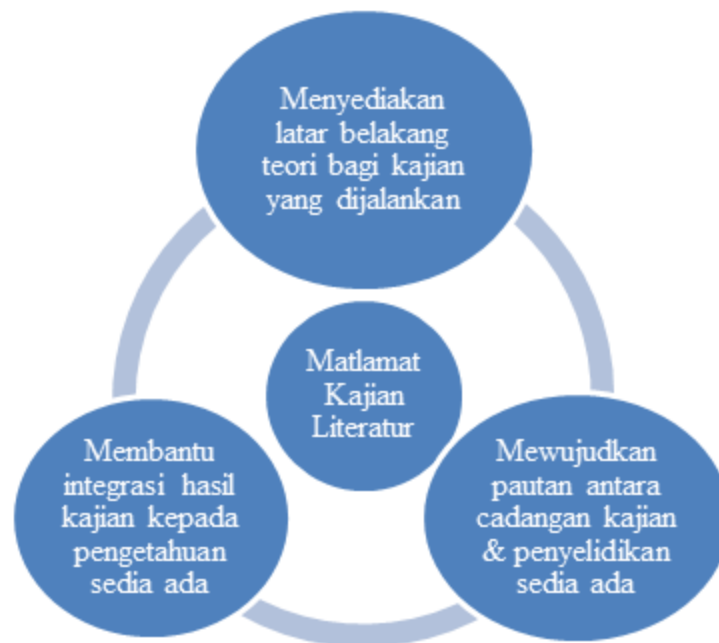 Menyediakan
latar belakang
teori bagi kajian
yang dijalankan
Matlamat
Kajian
Literatur
Membantu
integrasi hasil
kajian kepada
pengetahuan
sedia ada
Mewujudkan
pautan antara
cadangan kajian
& penyelidikan
sedia ada